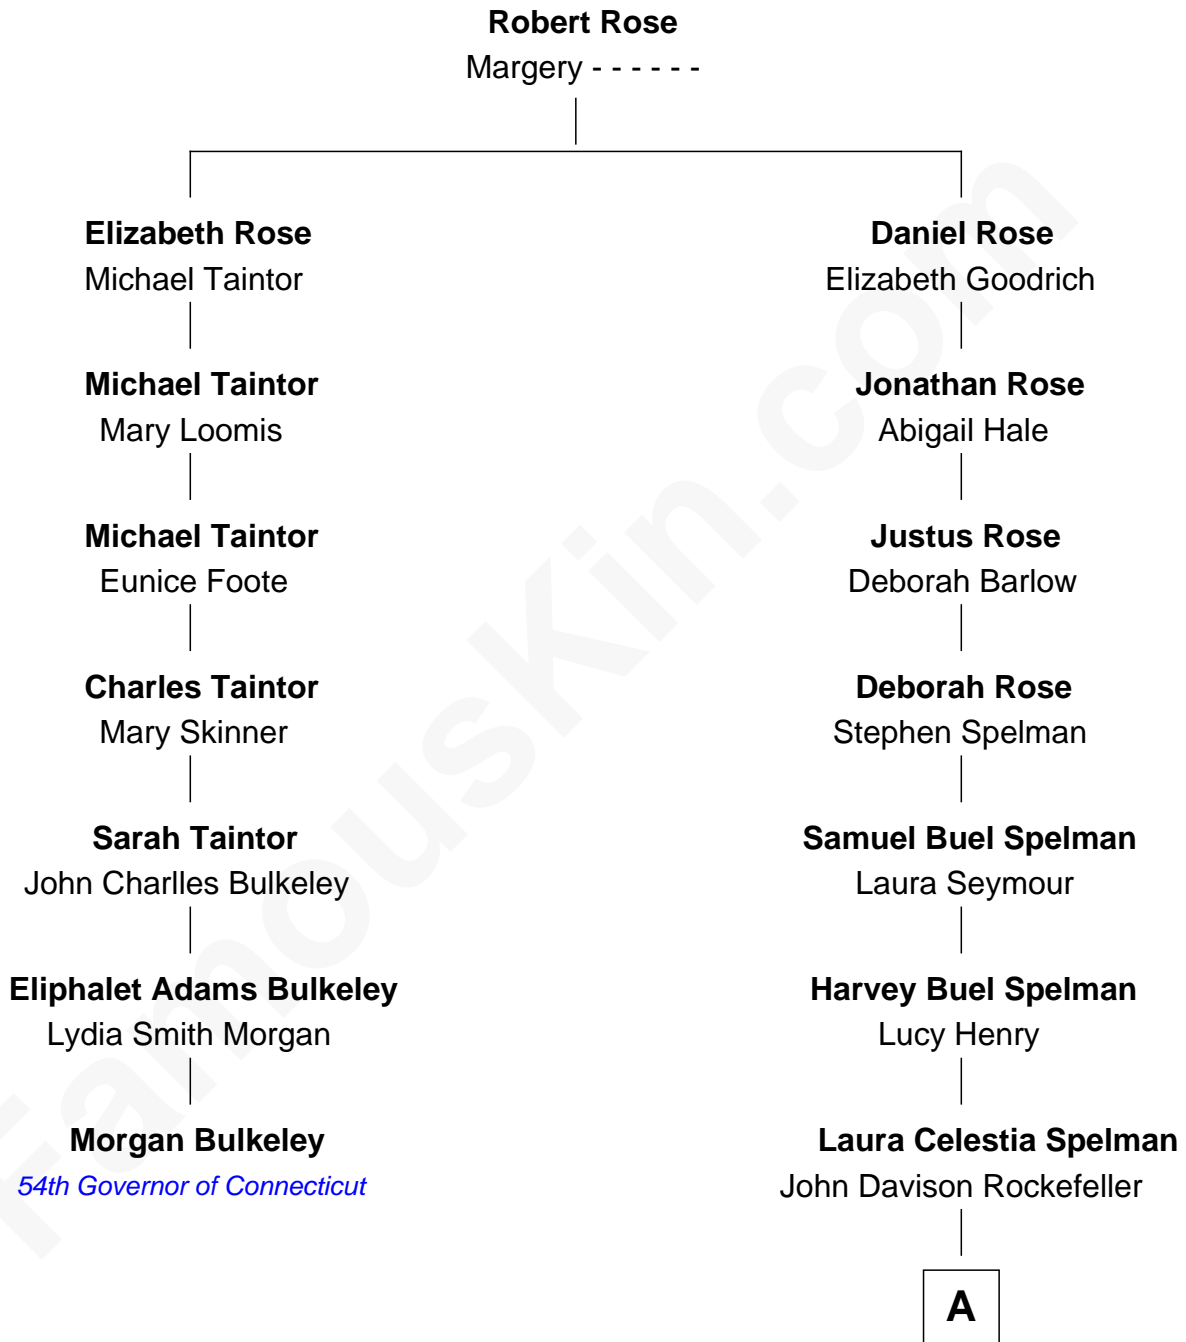 Robert Rose
Margery - - - - - -
Elizabeth Rose
Michael Taintor
Daniel Rose
Elizabeth Goodrich
Michael Taintor
Mary Loomis
Jonathan Rose
Abigail Hale
Michael Taintor
Eunice Foote
Justus Rose
Deborah Barlow
Charles Taintor
Mary Skinner
Deborah Rose
Stephen Spelman
Sarah Taintor
John Charlles Bulkeley
Samuel Buel Spelman
Laura Seymour
Eliphalet Adams Bulkeley
Lydia Smith Morgan
Harvey Buel Spelman
Lucy Henry
Morgan Bulkeley
54th Governor of Connecticut
Laura Celestia Spelman
John Davison Rockefeller
A
FamousKin.com